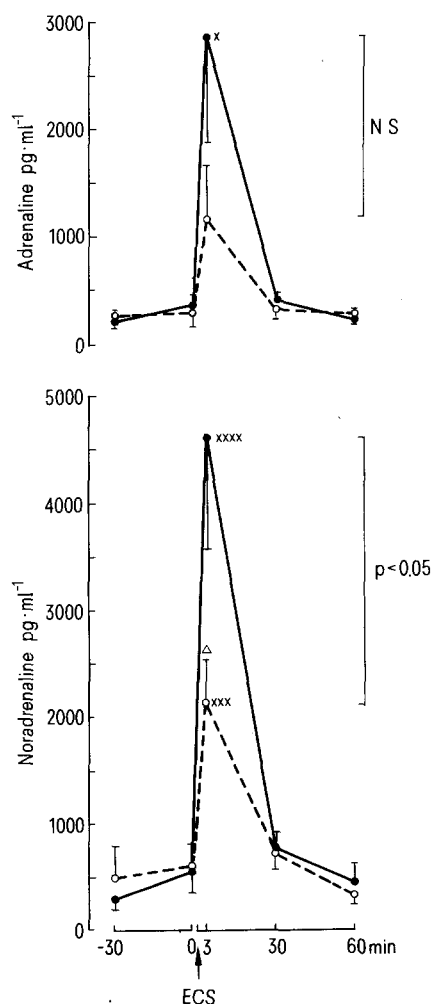 3000
x
2000
NS
1000
0
Adrenaline pg·ml⁻¹
5000
xxxx
4000
3000
p<0.05
Δ
2000
xxx
1000
0
Noradrenaline pg·ml⁻¹
-30 0 3 30 60 min
ECS